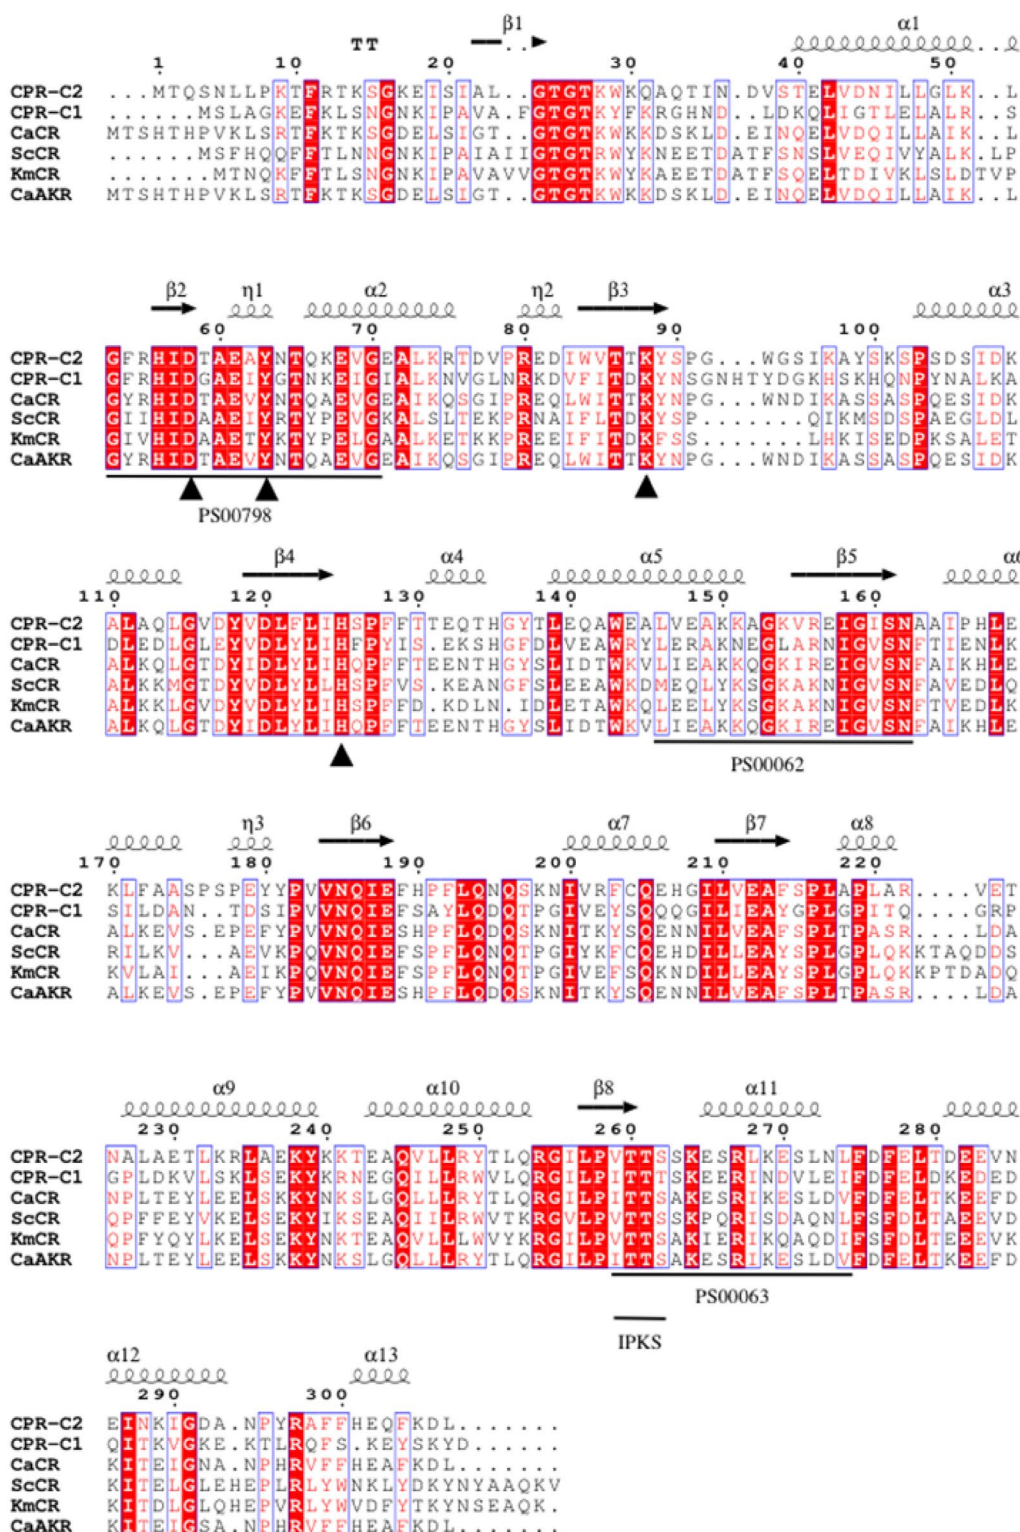 β1 α1
TT
1 10 20 30 40 50
CPR-C2 ...MTQSNLLPKTFRTKSGKEISIAL..GTGTKWKQAQTIN.DVSTELVDNILLGLK..L
CPR-C1 ......MSLAGKEFKLSNGNKIPAVA.FGTGTKYFKRGHND..LDKQLIGTLELALR..S
CaCR MTSHTHPVKLSRTFKTKSGDELSIGT..GTGTKWKKDSKLD.EINQELVDQILLAIK..L
ScCR ......MSFHQQFFTLNNGNKIPAIAIIGTGTRWYKNEETDATFSNSLVEQIVYALK.LP
KmCR .......MTNQKFFTLSNGNKIPAVAVVGTGTKWYKAEETDATFSQELTDIVKLSLDTVP
CaAKR MTSHTHPVKLSRTFKTKSGDELSIGT..GTGTKWKKDSKLD.EINQELVDQILLAIK..L
β2 η1 α2 η2 β3 α3
60 70 80 90 100
CPR-C2 GFRHIDTAEAYNTQKEVGEALKRTDVPREDIWVTTKYSPG...WGSIKAYSKSPSDSIDK
CPR-C1 GFRHIDGAEIYGTNKEIGIALKNVGLNRKDVFITDKYNSGNHTYDGKHSKHQNPYNALKA
CaCR GYRHIDTAEVYNTQAEVGEAIKQSGIPREQLWITTKYNPG...WNDIKASSASPQESIDK
ScCR GIIHIDAAEIYRTYPEVGKALSLTEKPRNAIFLTDKYSP......QIKMSDSPAEGLDL
KmCR GIVHIDAAETYKTYPELGAALKETKKPREEIFITDKFSS......LHKISEDPKSALET
CaAKR GYRHIDTAEVYNTQAEVGEAIKQSGIPREQLWITTKYNPG...WNDIKASSASPQESIDK
PS00798
β4 α4 α5 β5 α6
110 120 130 140 150 160
CPR-C2 ALAQLGVDYVDLFLIHSPFFTTEQTHGYTLEQAWEALVEAKKAGKVREIGISNAAIPHLE
CPR-C1 DLEDLGLEYVDLYLIHFPYIS.EKSHGFDLVEAWRYLERAKNEGLARNIGVSNFTIENLK
CaCR ALKQLGTDYIDLYLIHQPFFTEENTHGYSLIDTWKVLIEAKKQGKIREIGVSNFAIKHLE
ScCR ALKKMGTDYVDLYLLHSPFVS.KEANGFSLEEAWKDMEQLYKSGKAKNIGVSNFAVEDLQ
KmCR ALKKLGVDYVDLYLIHSPFFD.KDLN.IDLETAWKQLEELYKSGKAKNIGVSNFTVEDLK
CaAKR ALKQLGTDYIDLYLIHQPFFTEENTHGYSLIDTWKVLIEAKKQGKIREIGVSNFAIKHLE
PS00062
η3 β6 α7 β7 α8
170 180 190 200 210 220
CPR-C2 KLFAASPSPEYYPVVNQIEFHPFLQNQSKNIVRFCQEHGILVEAFSPLAPLAR....VET
CPR-C1 SILDAN..TDSIPVVNQIEFSAYLQDQTPGIVEYSQQQGILIEAYGPLGPITQ....GRP
CaCR ALKEVS.EPEFYPVVNQIESHPFLQDQSKNITKYSQENNILVEAFSPLTPASR....LDA
ScCR RILKV...AEVKPQVNQIEFSPFLQNQTPGIYKFCQEHDILLEAYSPLGPLQKKTAQDDS
KmCR KVLAI...AEIKPQVNQIEFSPFLQNQTPGIVEFSQKNDILLEAYSPLGPLQKKPTDADQ
CaAKR ALKEVS.EPEFYPVVNQIESHPFLQDQSKNITKYSQENNILVEAFSPLTPASR....LDA
α9 α10 β8 α11
230 240 250 260 270 280
CPR-C2 NALAETLKRLAEKYKKTEAQVLLRYTLQRGILPVTTSSKESRLKESLNLFDFELTDEEVN
CPR-C1 GPLDKVLSKLSEKYKRNEGQILLRWVLQRGILPITTTSKEERINDVLEIFDFELDKEDED
CaCR NPLTEYLEELSKKYNKSLGQLLLRYTLQRGILPITTSAKESRIKESLDVFDFELTKEEFD
ScCR QPFFEYVKELSEKYIKSEAQIILRWVTKRGVLPVTTSSKPQRISDAQNLFSFDLTAEEVD
KmCR QPFYQYLKELSEKYNKTEAQVLLLWVYKRGILPVTTSAKIERIKQAQDIFSFDLTEEEVK
CaAKR NPLTEYLEELSKKYNKSLGQLLLRYTLQRGILPITTSAKESRIKESLDVFDFELTKEEFD
PS00063
IPKS
α12 α13
290 300
CPR-C2 EINKIGDA.NPYRAFFHEQFKDL.......
CPR-C1 QITKVGKE.KTLRQFS.KEYSKYD......
CaCR KITEIGNA.NPHRVFFHEAFKDL.......
ScCR KITELGLEHEPLRLYWNKLYDKYNYAAQKV
KmCR KITDLGLQHEPVRLYWVDFYTKYNSEAQK.
CaAKR KITEIGSA.NPHRVFFHEAFKDL.......